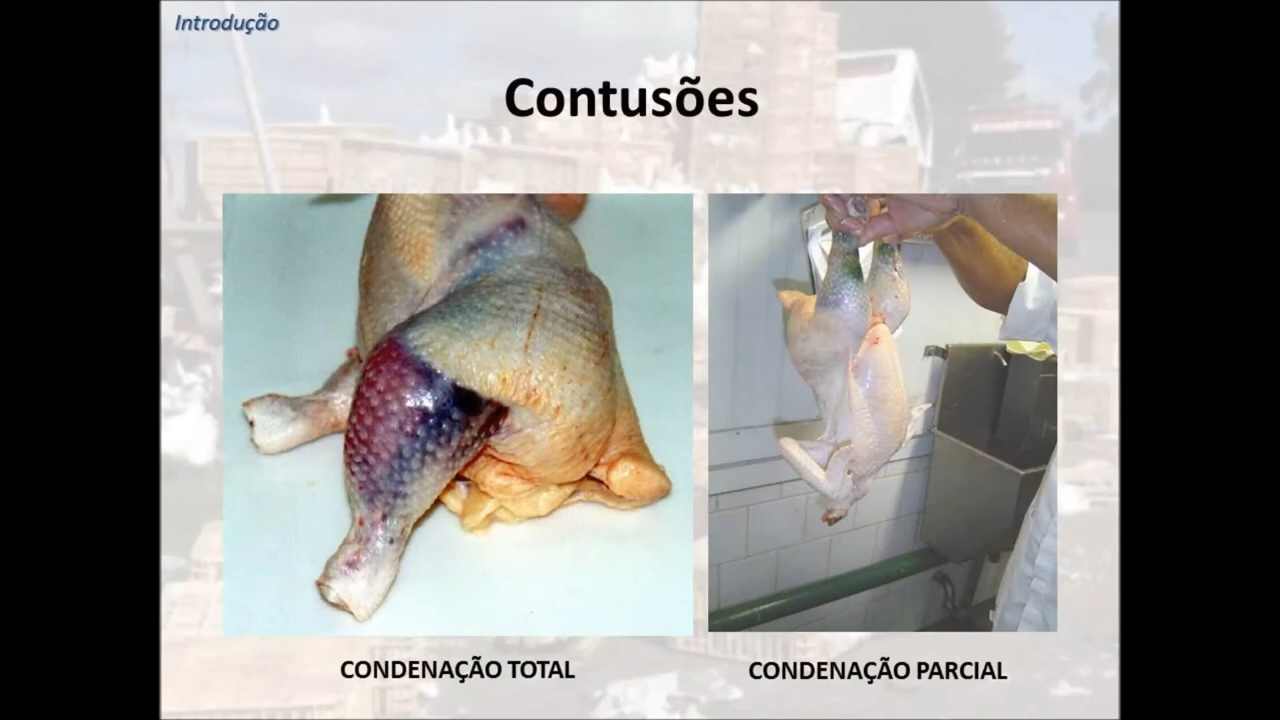 Introdução
Contusões
CONDENAÇÃO TOTAL
CONDENAÇÃO PARCIAL